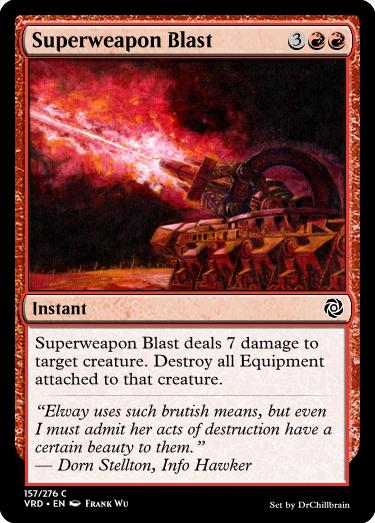 Superweapon Blast 3
Instant
Superweapon Blast deals 7 damage to
target creature. Destroy all Equipment
attached to that creature.
“Elway uses such brutish means, but even
I must admit her acts of destruction have a
certain beauty to them.”
— Dorn Stellton, Info Hawker
157/276 C
VRD • EN Frank Wu
Set by DrChillbrain